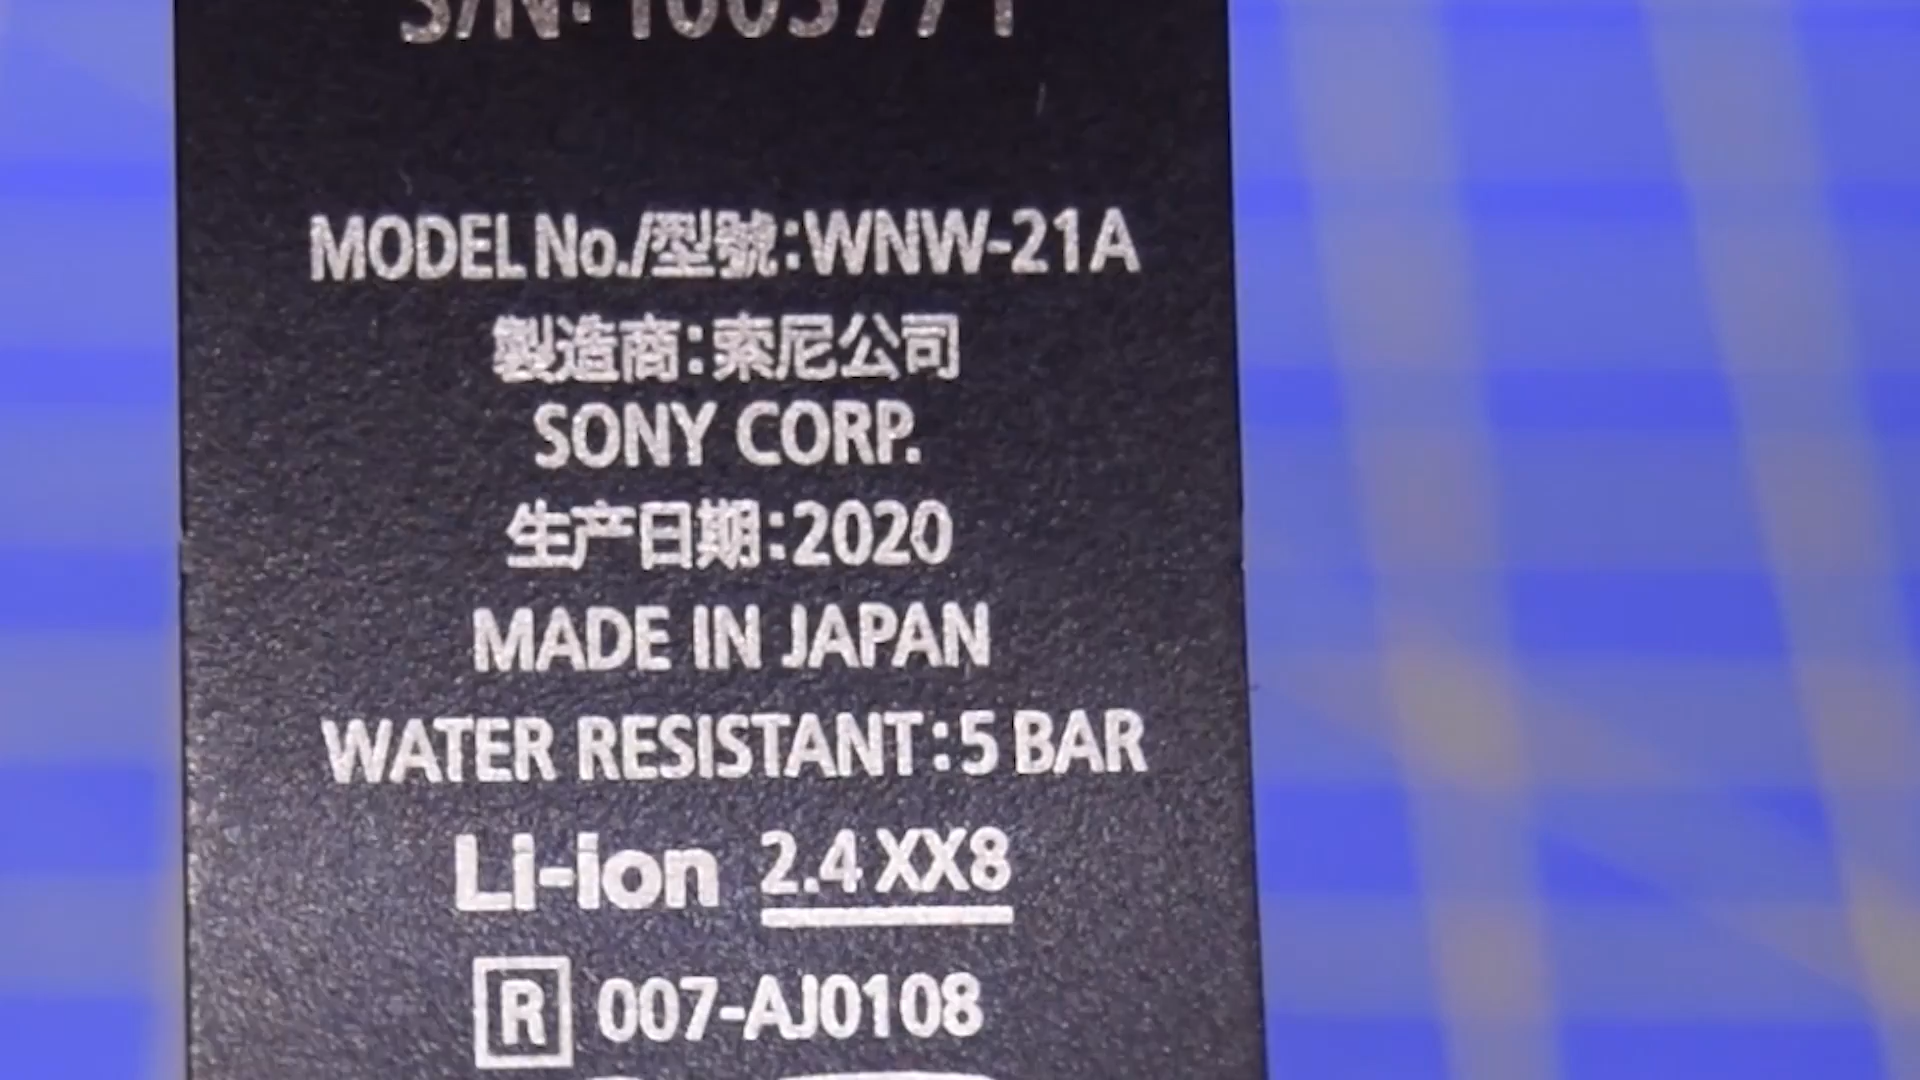 S/N:
MODEL No./型號:WNW-21A
製造商:索尼公司
SONY CORP.
生产日期:2020
MADE IN JAPAN
WATER RESISTANT:5 BAR
Li-ion 2.4 XX8
R 007-AJ0108